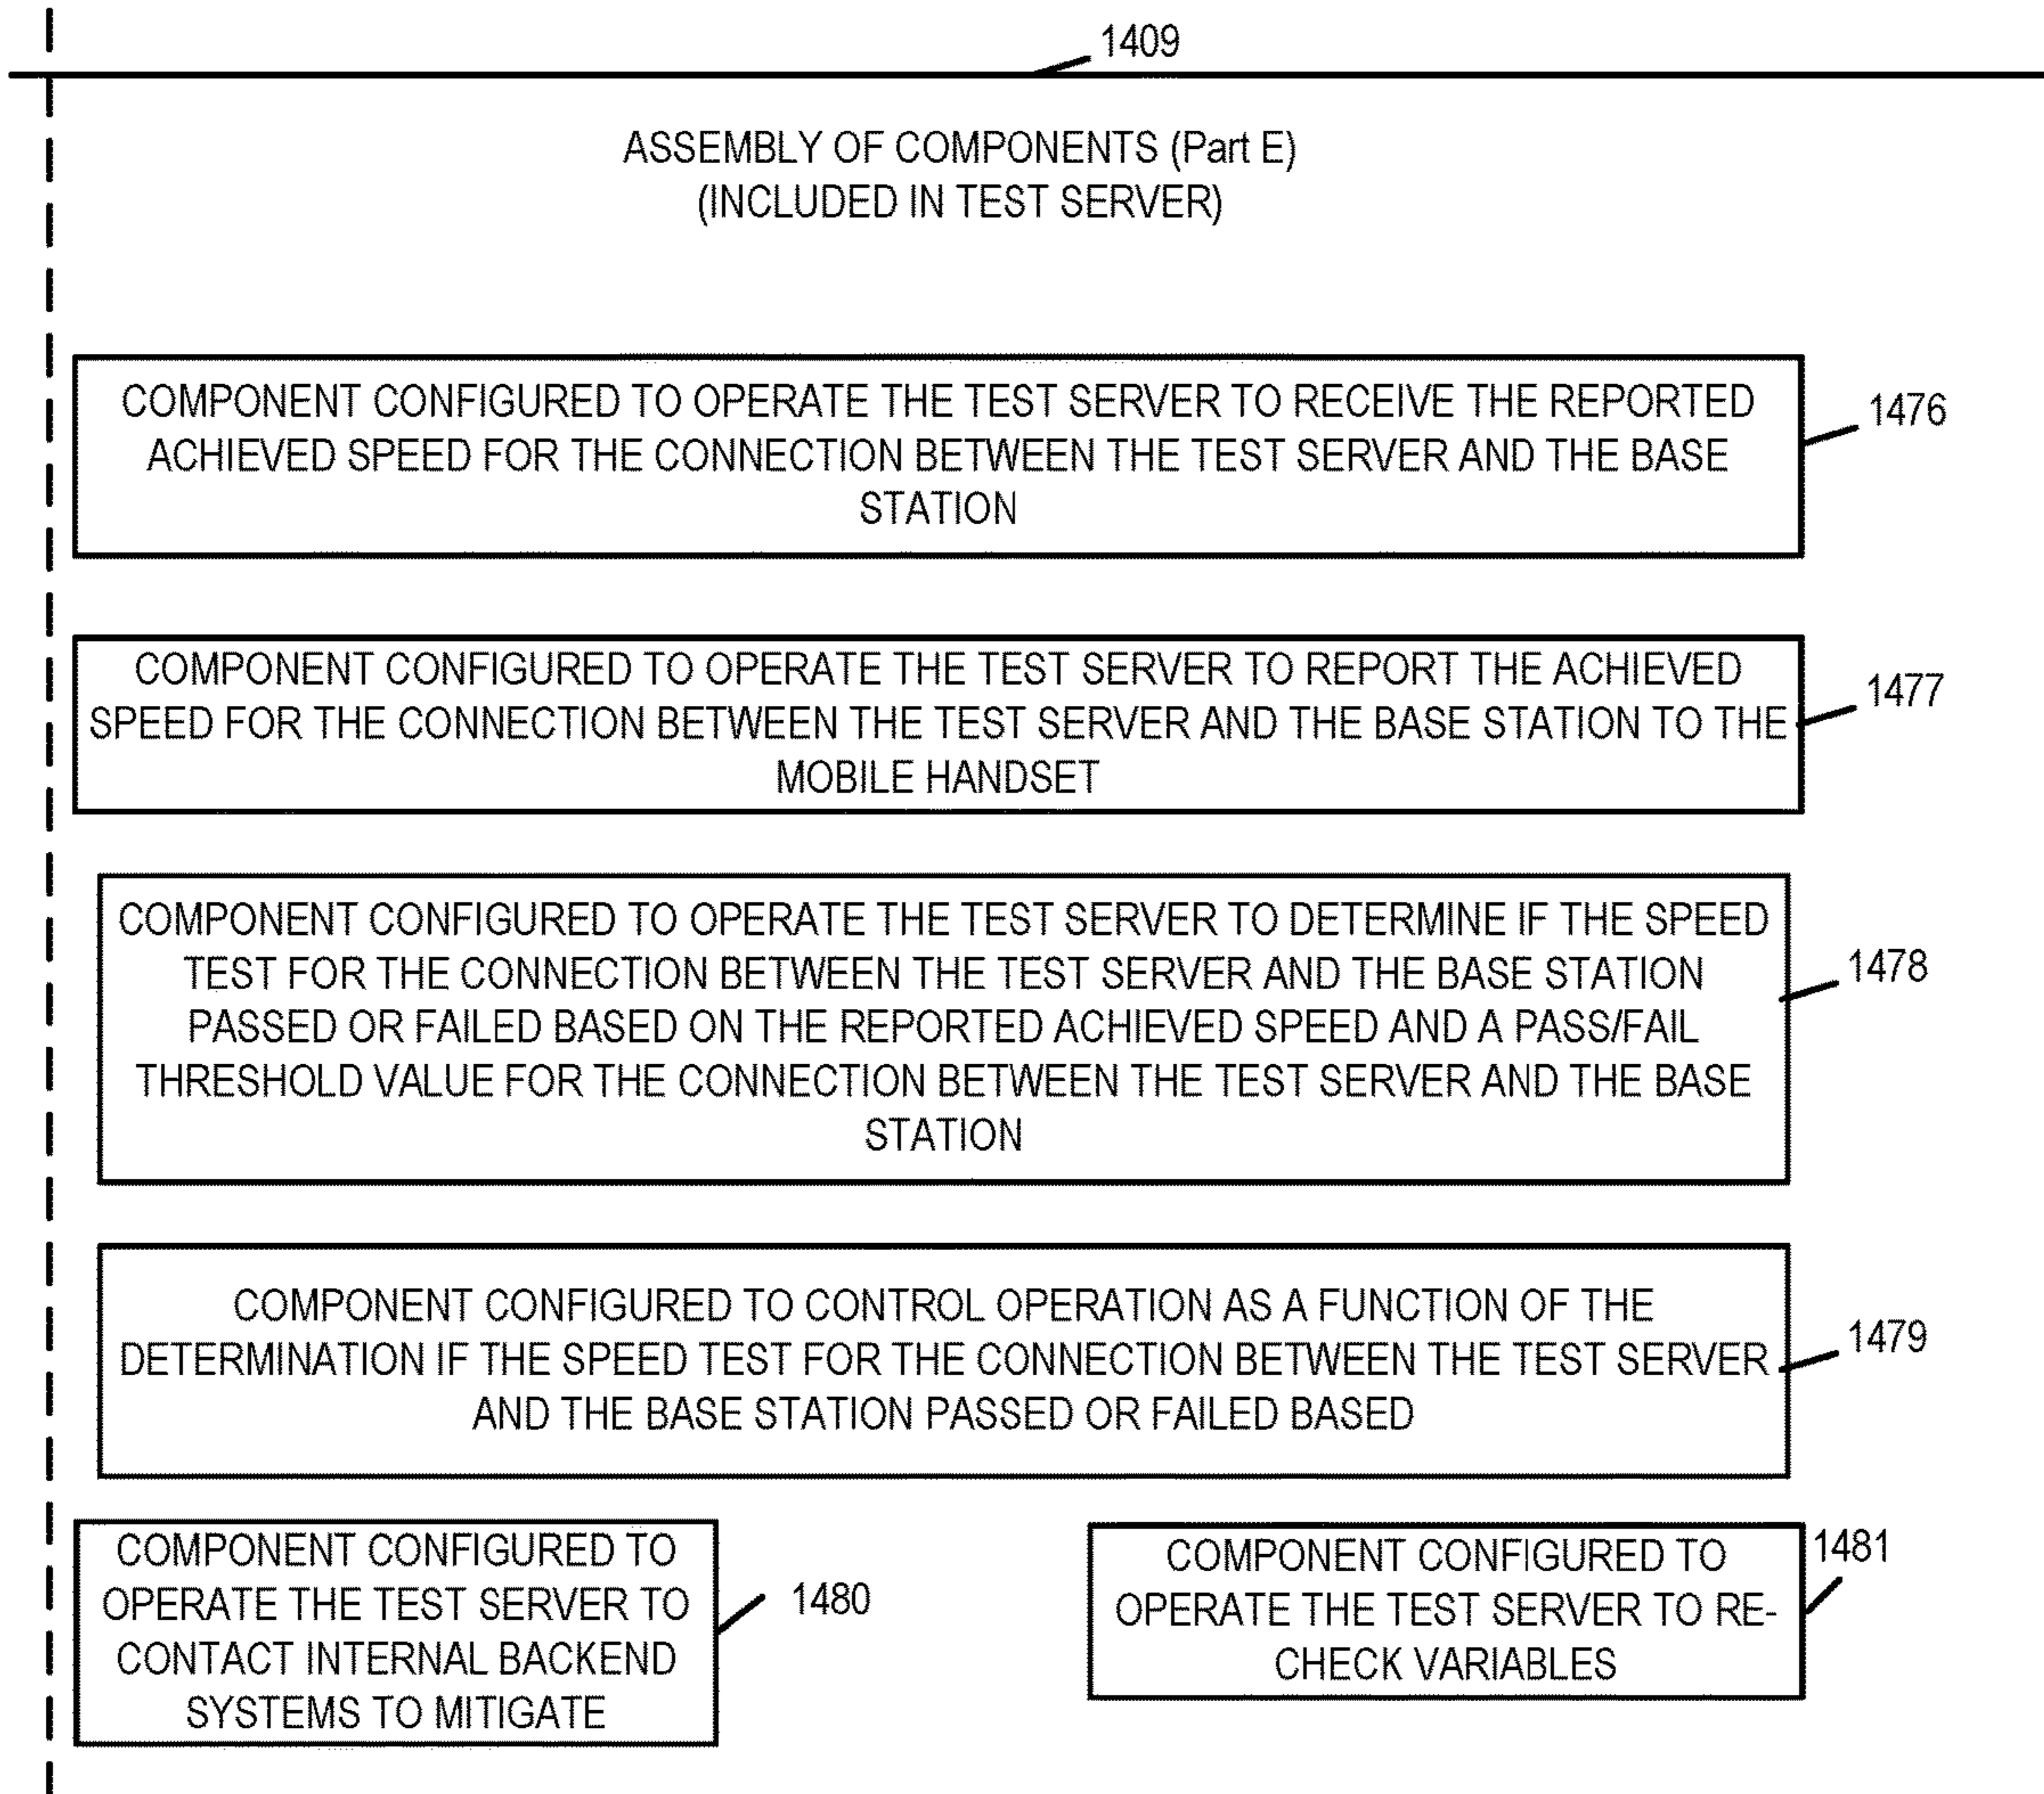 1409
ASSEMBLY OF COMPONENTS (Part E)
(INCLUDED IN TEST SERVER)
COMPONENT CONFIGURED TO OPERATE THE TEST SERVER TO RECEIVE THE REPORTED
ACHIEVED SPEED FOR THE CONNECTION BETWEEN THE TEST SERVER AND THE BASE
STATION
1476
COMPONENT CONFIGURED TO OPERATE THE TEST SERVER TO REPORT THE ACHIEVED
SPEED FOR THE CONNECTION BETWEEN THE TEST SERVER AND THE BASE STATION TO THE
MOBILE HANDSET
1477
COMPONENT CONFIGURED TO OPERATE THE TEST SERVER TO DETERMINE IF THE SPEED
TEST FOR THE CONNECTION BETWEEN THE TEST SERVER AND THE BASE STATION
PASSED OR FAILED BASED ON THE REPORTED ACHIEVED SPEED AND A PASS/FAIL
THRESHOLD VALUE FOR THE CONNECTION BETWEEN THE TEST SERVER AND THE BASE
STATION
1478
COMPONENT CONFIGURED TO CONTROL OPERATION AS A FUNCTION OF THE
DETERMINATION IF THE SPEED TEST FOR THE CONNECTION BETWEEN THE TEST SERVER
AND THE BASE STATION PASSED OR FAILED BASED
1479
COMPONENT CONFIGURED TO
OPERATE THE TEST SERVER TO
CONTACT INTERNAL BACKEND
SYSTEMS TO MITIGATE
1480
COMPONENT CONFIGURED TO
OPERATE THE TEST SERVER TO RE-
CHECK VARIABLES
1481